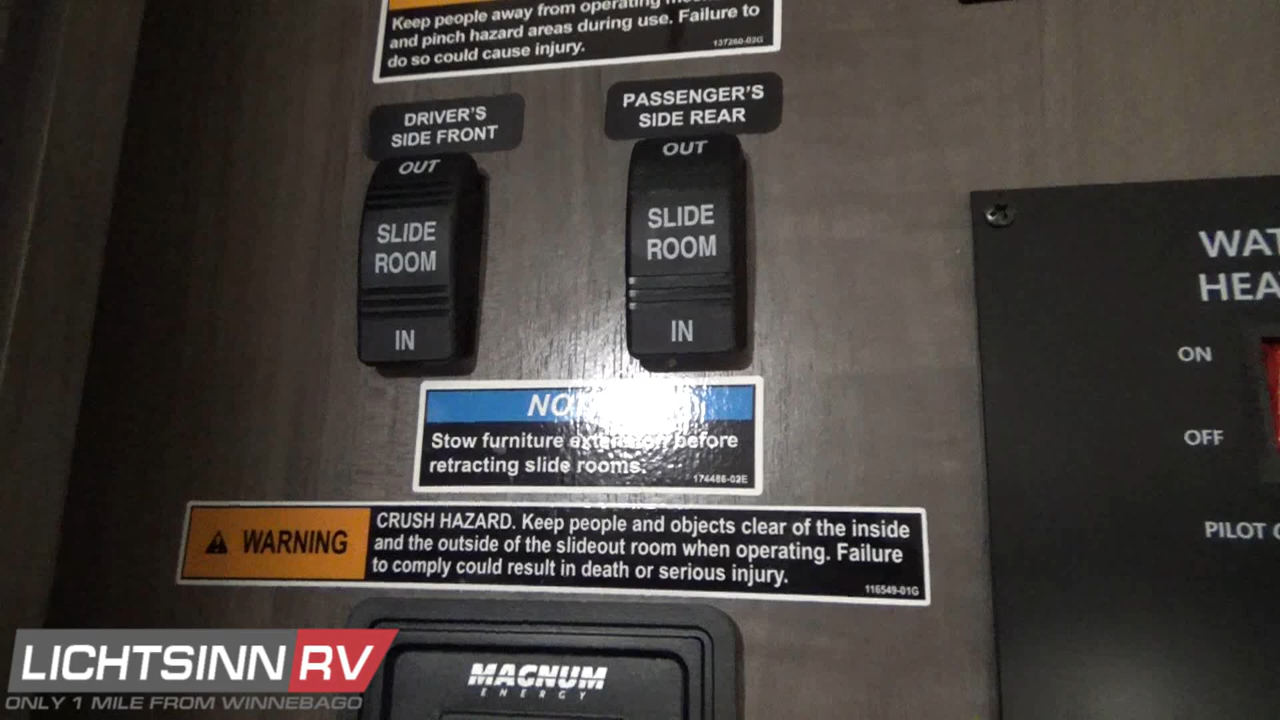 Keep people away from operating
and pinch hazard areas during use. Failure to
do so could cause injury.
137260-02G
DRIVER'S
SIDE FRONT
PASSENGER'S
SIDE REAR
OUT
SLIDE
ROOM
IN
OUT
SLIDE
ROOM
IN
Stow furniture extension before
retracting slide rooms.
174486-02E
WARNING
CRUSH HAZARD. Keep people and objects clear of the inside
and the outside of the slideout room when operating. Failure
to comply could result in death or serious injury.
116549-01G
MAGNUM
ENERGY
WAT
HEA
ON
OFF
PILOT
LICHTSINN RV
ONLY 1 MILE FROM WINNEBAGO